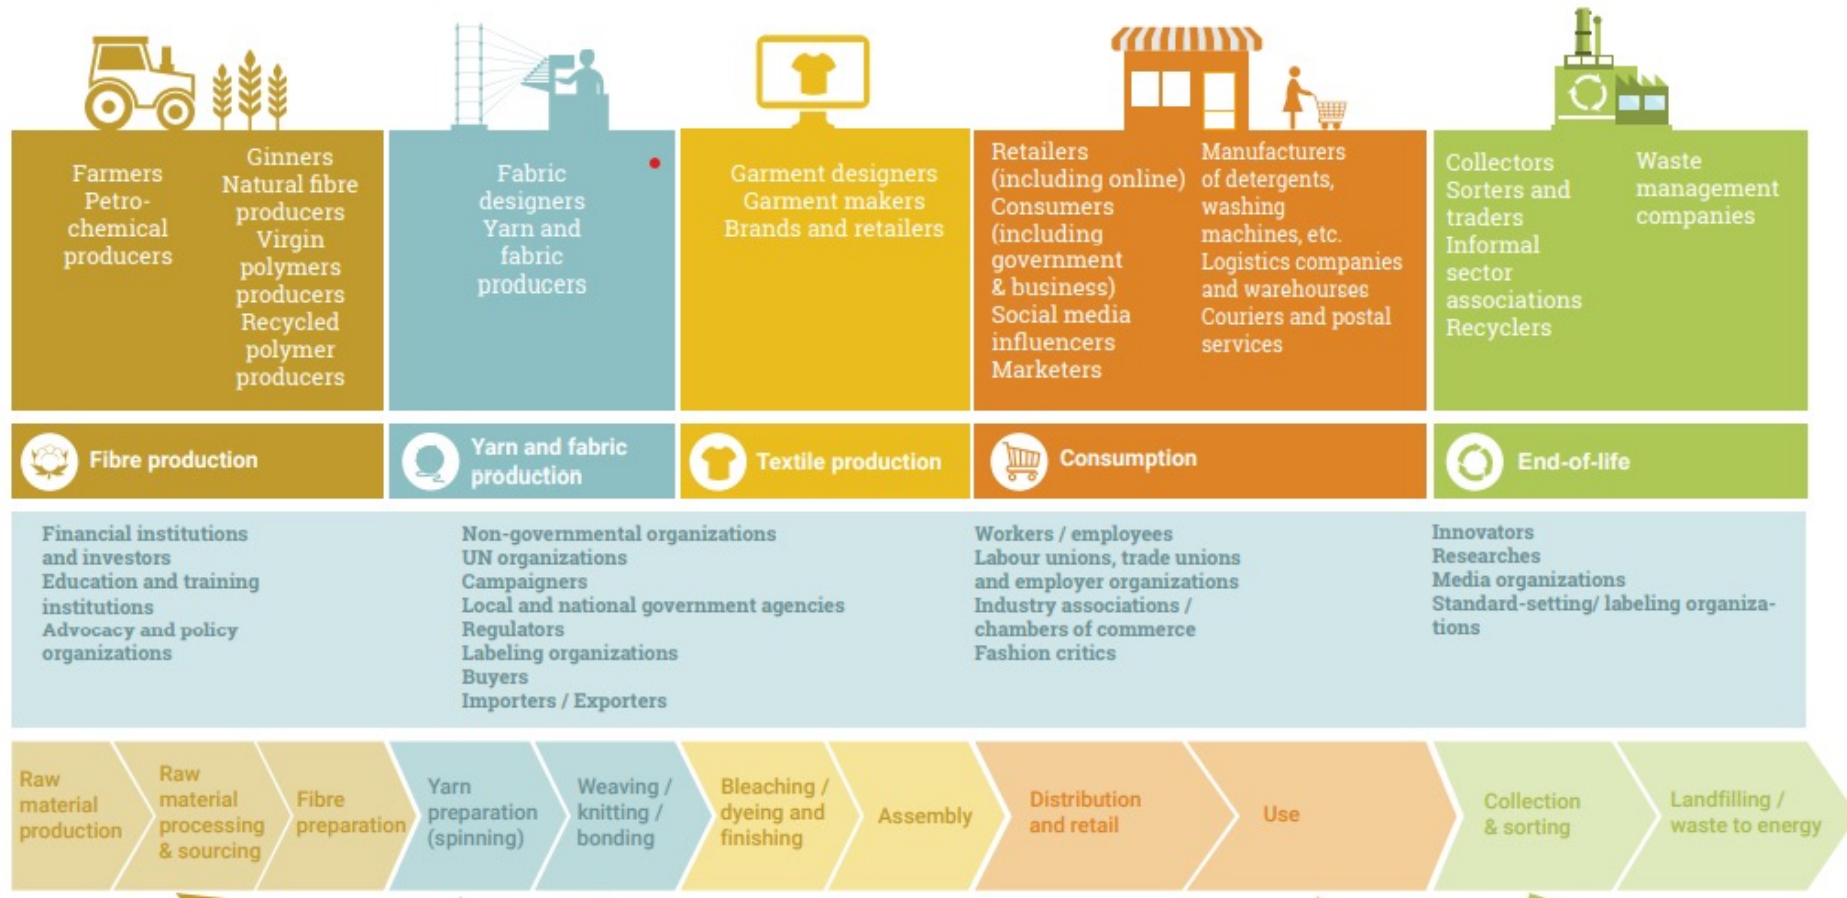 Farmers
Petro-
chemical
producers
Ginners
Natural fibre
producers
Virgin
polymers
producers
Recycled
polymer
producers
Fabric
designers
Yarn and
fabric
producers
Garment designers
Garment makers
Brands and retailers
Retailers
(including online)
Consumers
(including
government
& business)
Social media
influencers
Marketers
Manufacturers
of detergents,
washing
machines, etc.
Logistics companies
and warehourses
Couriers and postal
services
Collectors
Sorters and
traders
Informal
sector
associations
Recyclers
Waste
management
companies
Fibre production
Yarn and fabric
production
Textile production
Consumption
End-of-life
Financial institutions
and investors
Education and training
institutions
Advocacy and policy
organizations
Non-governmental organizations
UN organizations
Campaigners
Local and national government agencies
Regulators
Labeling organizations
Buyers
Importers / Exporters
Workers / employees
Labour unions, trade unions
and employer organizations
Industry associations /
chambers of commerce
Fashion critics
Innovators
Researches
Media organizations
Standard-setting/ labeling organiza-
tions
Raw
material
production
Raw
material
processing
& sourcing
Fibre
preparation
Yarn
preparation
(spinning)
Weaving /
knitting /
bonding
Bleaching /
dyeing and
finishing
Assembly
Distribution
and retail
Use
Collection
& sorting
Landfilling /
waste to energy